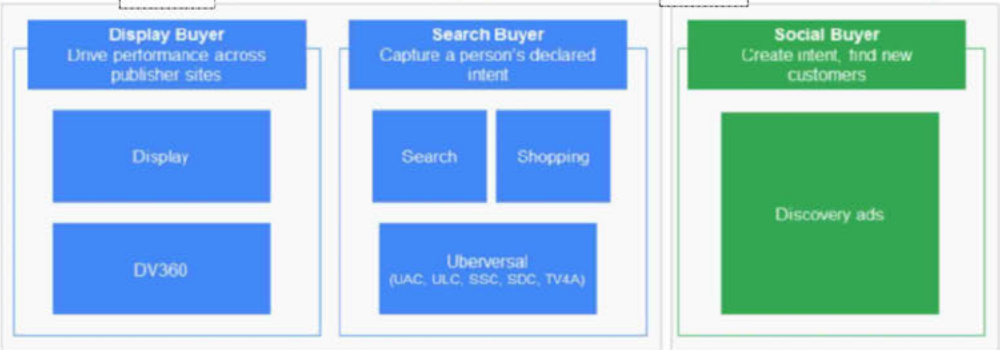 Display Buyer
Drive performance across
publisher sites
Display
DV360
Search Buyer
Capture a person's declared
intent
Search
Shopping
Uberversal
(UAC, ULC, SSC, SDC, TV4A)
Social Buyer
Create intent, find new
customers
Discovery ads